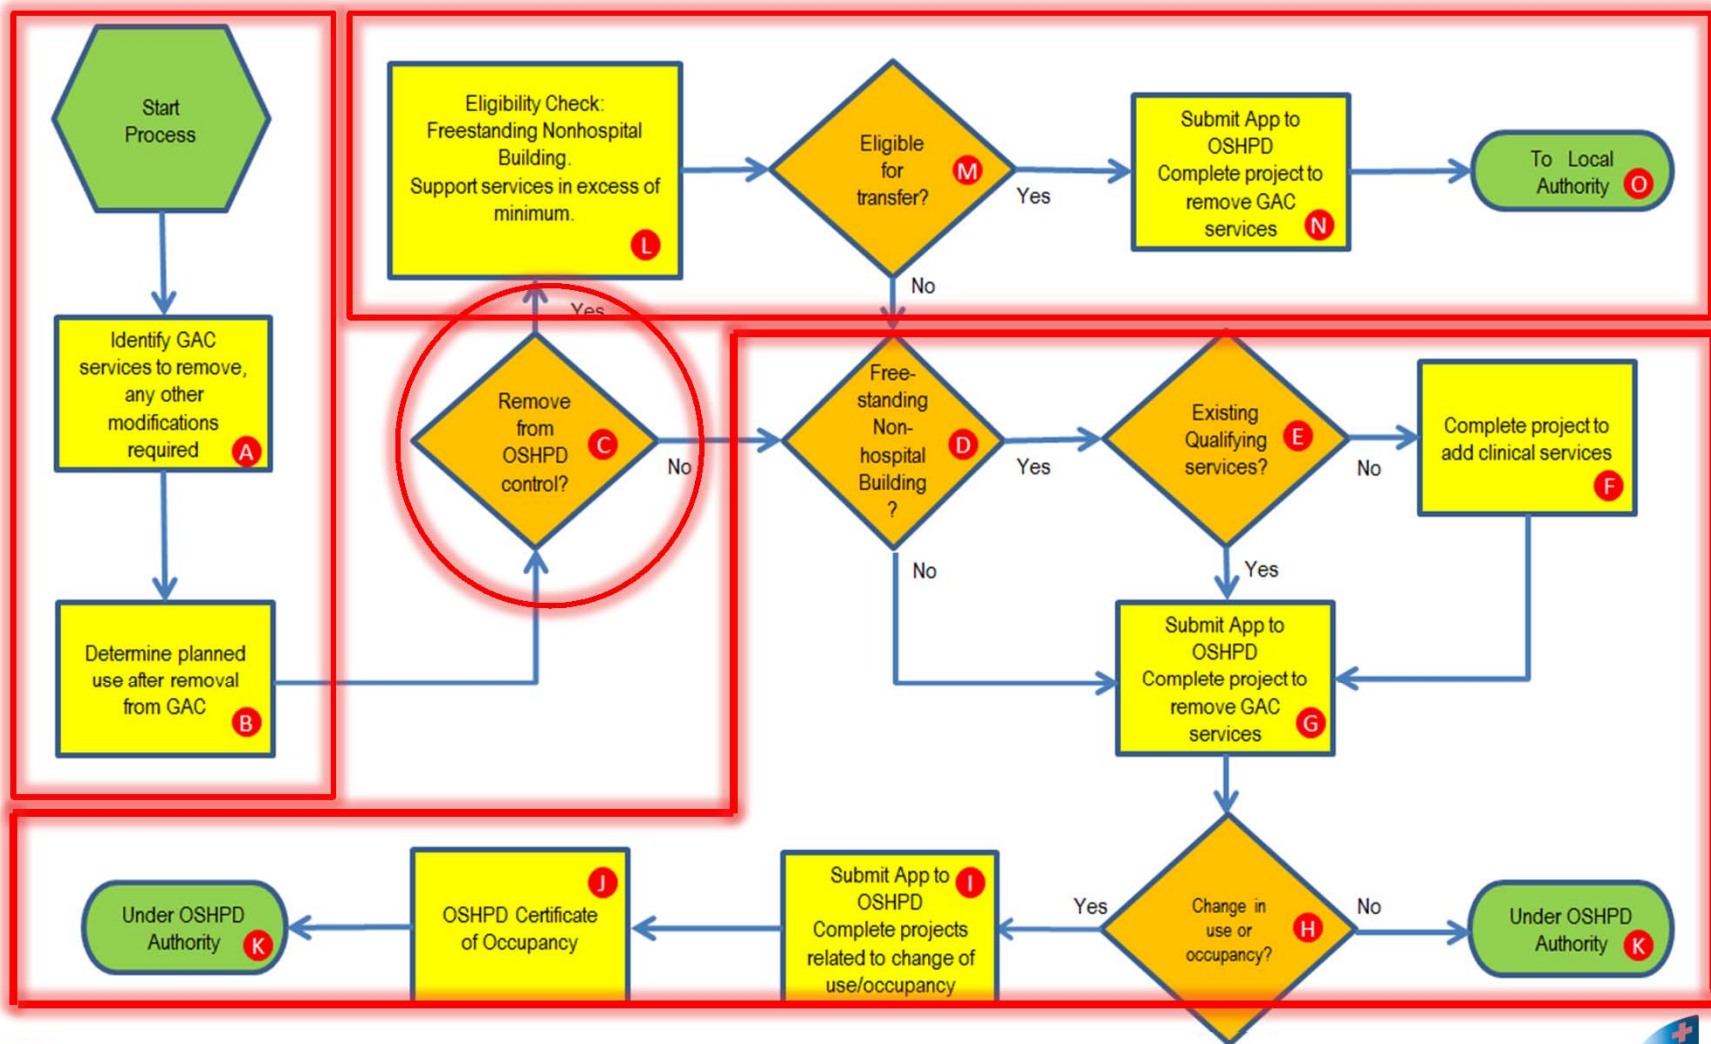 Start
Process
Identify GAC
services to remove,
any other
modifications
required
A
Determine planned
use after removal
from GAC
B
Eligibility Check:
Freestanding Nonhospital
Building.
Support services in excess of
minimum.
L
Eligible
for
transfer?
M
Yes
No
Submit App to
OSHPD
Complete project to
remove GAC
services
N
To Local
Authority
O
Yes
Remove
from
OSHPD
control?
C
No
Free-
standing
Non-
hospital
Building
?
D
Yes
No
Existing
Qualifying
services?
E
No
Yes
Complete project to
add clinical services
F
Submit App to
OSHPD
Complete project to
remove GAC
services
G
Change in
use or
occupancy?
H
Yes
No
Under OSHPD
Authority
K
Submit App to
OSHPD
Complete projects
related to change of
use/occupancy
I
OSHPD Certificate
of Occupancy
J
Under OSHPD
Authority
K